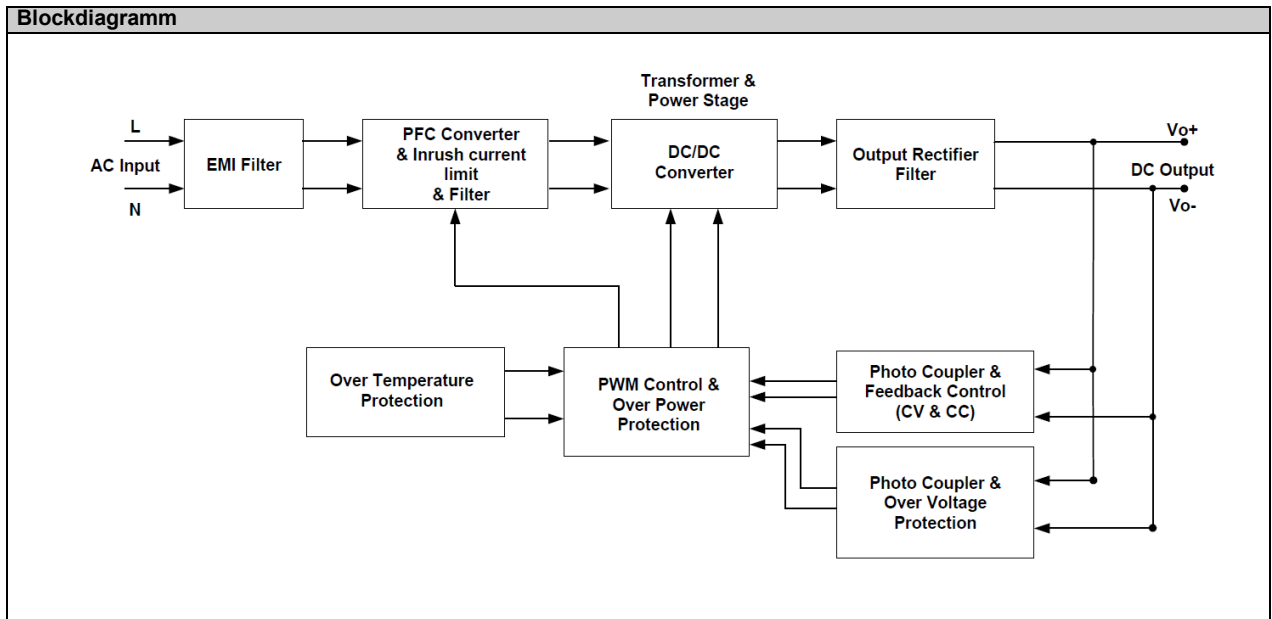 Blockdiagramm
Transformer &
Power Stage
L
AC Input
N
EMI Filter
PFC Converter
& Inrush current
limit
& Filter
DC/DC
Converter
Output Rectifier
Filter
Vo+
DC Output
Vo-
Over Temperature
Protection
PWM Control &
Over Power
Protection
Photo Coupler &
Feedback Control
(CV & CC)
Photo Coupler &
Over Voltage
Protection